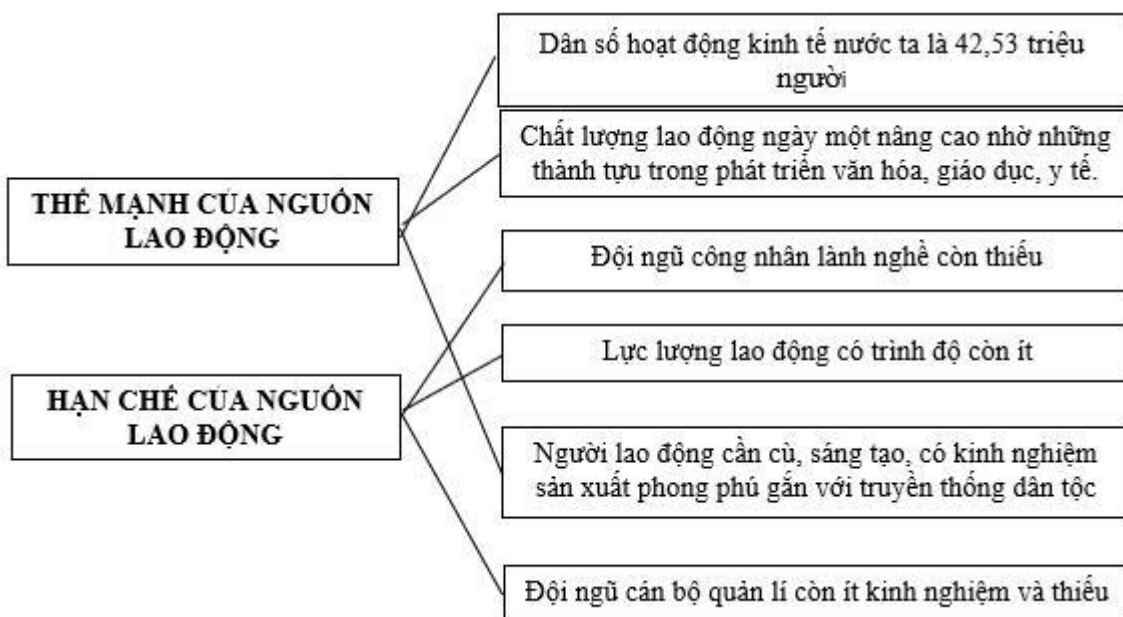 Dân số hoạt động kinh tế nước ta là 42,53 triệu
người
Chất lượng lao động ngày một nâng cao nhờ những
thành tựu trong phát triển văn hóa, giáo dục, y tế.
THẾ MẠNH CỦA NGUỒN
LAO ĐỘNG
Đội ngũ công nhân lành nghề còn thiếu
Lực lượng lao động có trình độ còn ít
HẠN CHẾ CỦA NGUỒN
LAO ĐỘNG
Người lao động cần cù, sáng tạo, có kinh nghiệm
sản xuất phong phú gắn với truyền thống dân tộc
Đội ngũ cán bộ quản lí còn ít kinh nghiệm và thiếu